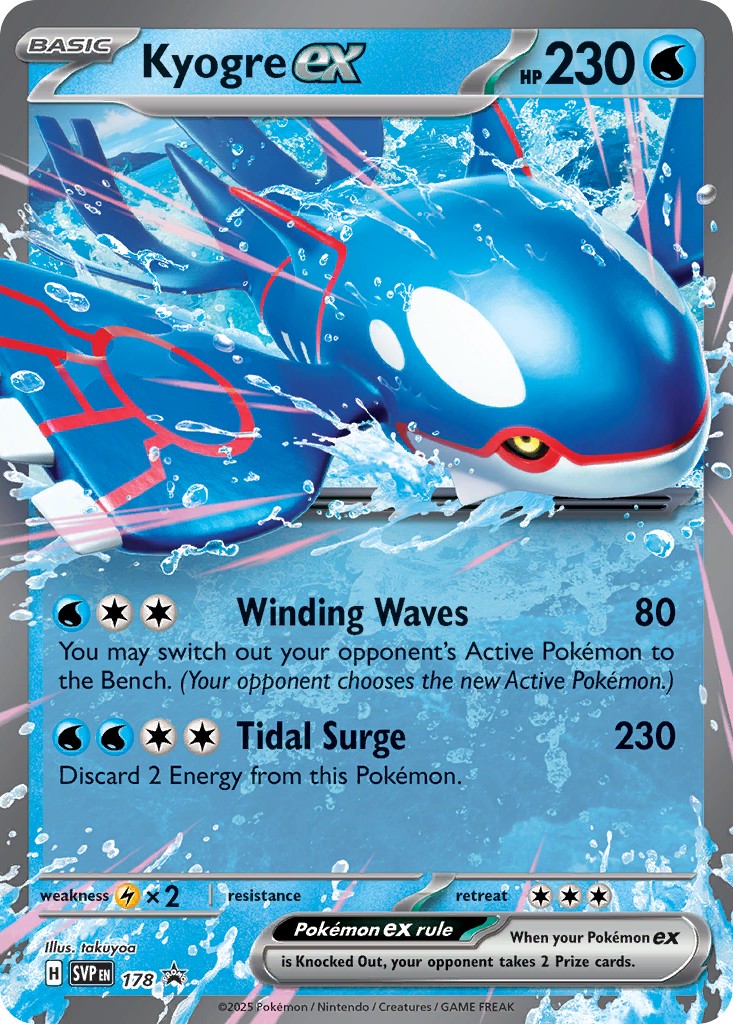 BASIC
Kyogre ex
HP 230
Winding Waves 80
You may switch out your opponent's Active Pokémon to
the Bench. (Your opponent chooses the new Active Pokémon.)
Tidal Surge 230
Discard 2 Energy from this Pokémon.
weakness ×2 resistance retreat
Illus. takuyoa
Pokémon ex rule
When your Pokémon ex
is Knocked Out, your opponent takes 2 Prize cards.
H SVP EN 178 PROMO
©2025 Pokémon / Nintendo / Creatures / GAME FREAK